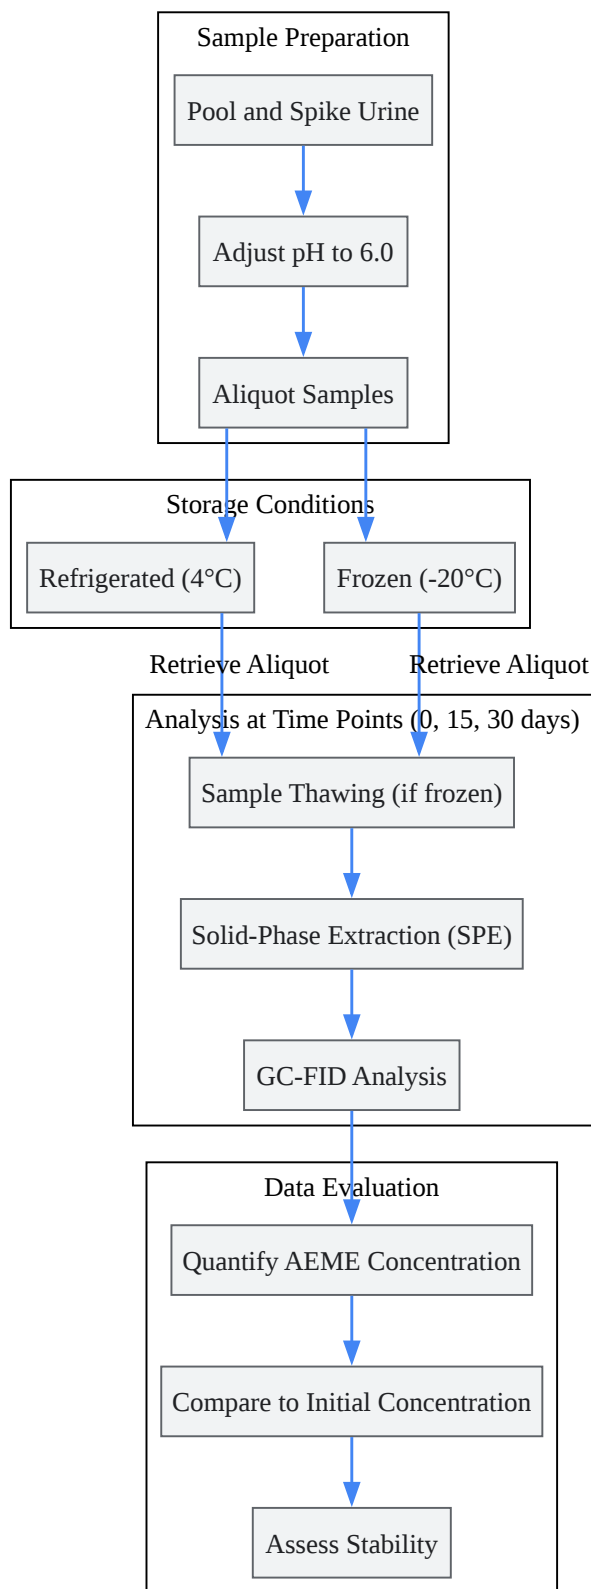 Sample Preparation
Pool and Spike Urine
Adjust pH to 6.0
Aliquot Samples
Storage Conditions
Refrigerated (4°C)
Frozen (-20°C)
Retrieve Aliquot
Retrieve Aliquot
Analysis at Time Points (0, 15, 30 days)
Sample Thawing (if frozen)
Solid-Phase Extraction (SPE)
GC-FID Analysis
Data Evaluation
Quantify AEME Concentration
Compare to Initial Concentration
Assess Stability